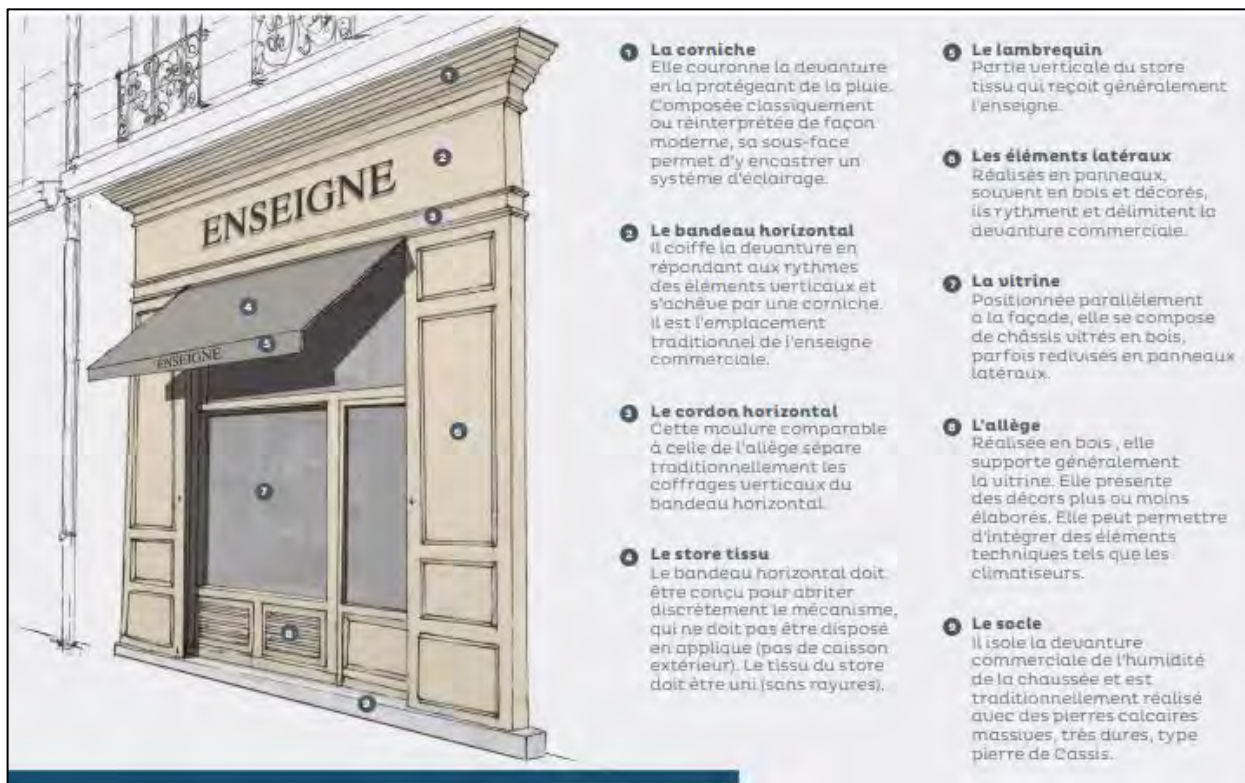 ENSEIGNE
ENSEIGNE
1
2
3
4
5
6
7
8
9
1 La corniche
Elle couronne la devanture
en la protégeant de la pluie.
Composée classiquement
ou réinterprétée de façon
moderne, sa sous-face
permet d'y encastrer un
système d'éclairage.
2 Le bandeau horizontal
Il coiffe la devanture en
répondant aux rythmes
des éléments verticaux et
s'achève par une corniche.
Il est l'emplacement
traditionnel de l'enseigne
commerciale.
3 Le cordon horizontal
Cette moulure comparable
à celle de l'allège sépare
traditionnellement les
coffrages verticaux du
bandeau horizontal.
4 Le store tissu
Le bandeau horizontal doit
être conçu pour abriter
discrètement le mécanisme,
qui ne doit pas être disposé
en applique (pas de caisson
extérieur). Le tissu du store
doit être uni (sans rayures).
5 Le lambrequin
Partie verticale du store
tissu qui reçoit généralement
l'enseigne.
6 Les éléments latéraux
Réalisés en panneaux,
souvent en bois et décorés,
ils rythment et délimitent la
devanture commerciale.
7 La vitrine
Positionnée parallèlement
à la façade, elle se compose
de châssis vitrés en bois,
parfois redivisés en panneaux
latéraux.
8 L'allège
Réalisée en bois , elle
supporte généralement
la vitrine. Elle présente
des décors plus ou moins
élaborés. Elle peut permettre
d'intégrer des éléments
techniques tels que les
climatiseurs.
9 Le socle
Il isole la devanture
commerciale de l'humidité
de la chaussée et est
traditionnellement réalisé
avec des pierres calcaires
massives, très dures, type
pierre de Cassis.